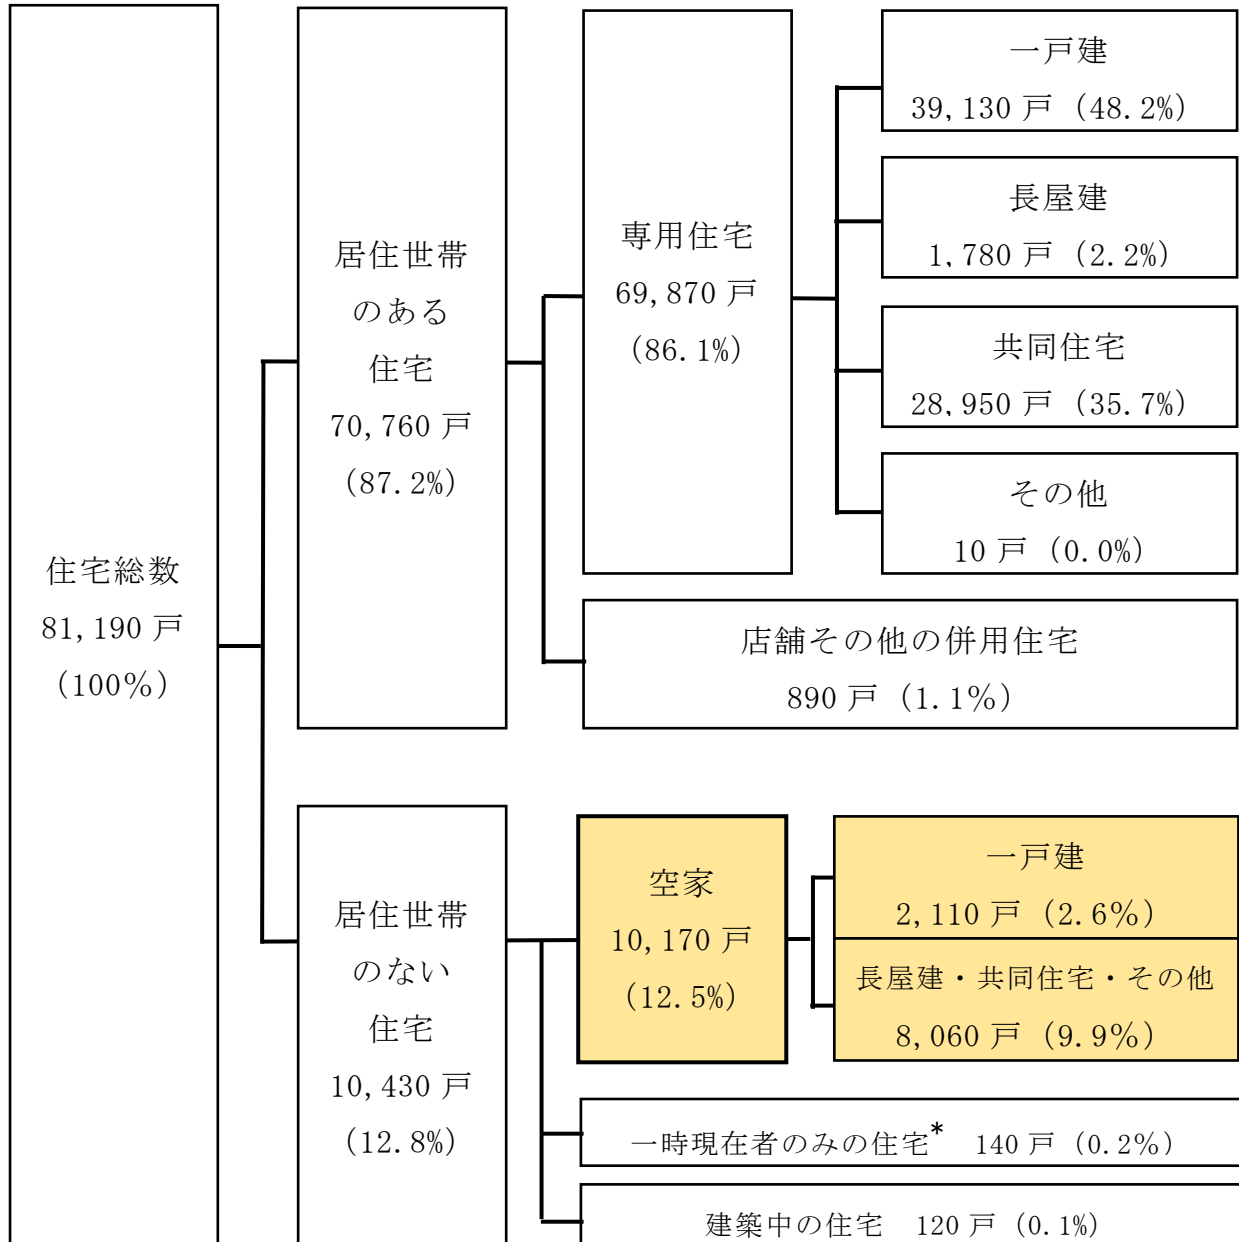 住宅総数
81,190 戸
(100%)
居住世帯
のある
住宅
70,760 戸
(87.2%)
専用住宅
69,870 戸
(86.1%)
一戸建
39,130 戸 (48.2%)
長屋建
1,780 戸 (2.2%)
共同住宅
28,950 戸 (35.7%)
その他
10 戸 (0.0%)
店舗その他の併用住宅
890 戸 (1.1%)
居住世帯
のない
住宅
10,430 戸
(12.8%)
空家
10,170 戸
(12.5%)
一戸建
2,110 戸 (2.6%)
長屋建・共同住宅・その他
8,060 戸 (9.9%)
一時現在者のみの住宅* 140 戸 (0.2%)
建築中の住宅 120 戸 (0.1%)